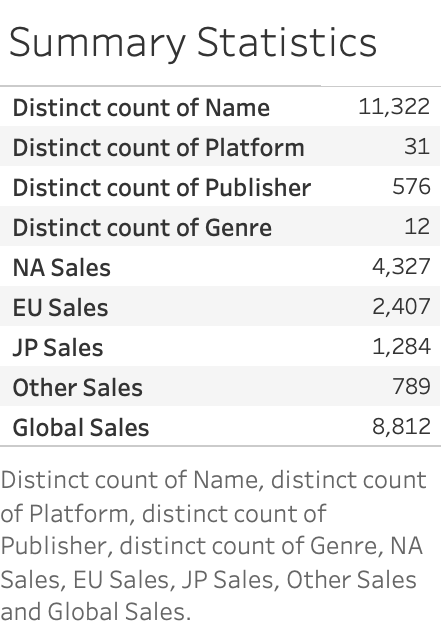 Summary Statistics
Distinct count of Name 11,322
Distinct count of Platform 31
Distinct count of Publisher 576
Distinct count of Genre 12
NA Sales 4,327
EU Sales 2,407
JP Sales 1,284
Other Sales 789
Global Sales 8,812
Distinct count of Name, distinct count
of Platform, distinct count of
Publisher, distinct count of Genre, NA
Sales, EU Sales, JP Sales, Other Sales
and Global Sales.